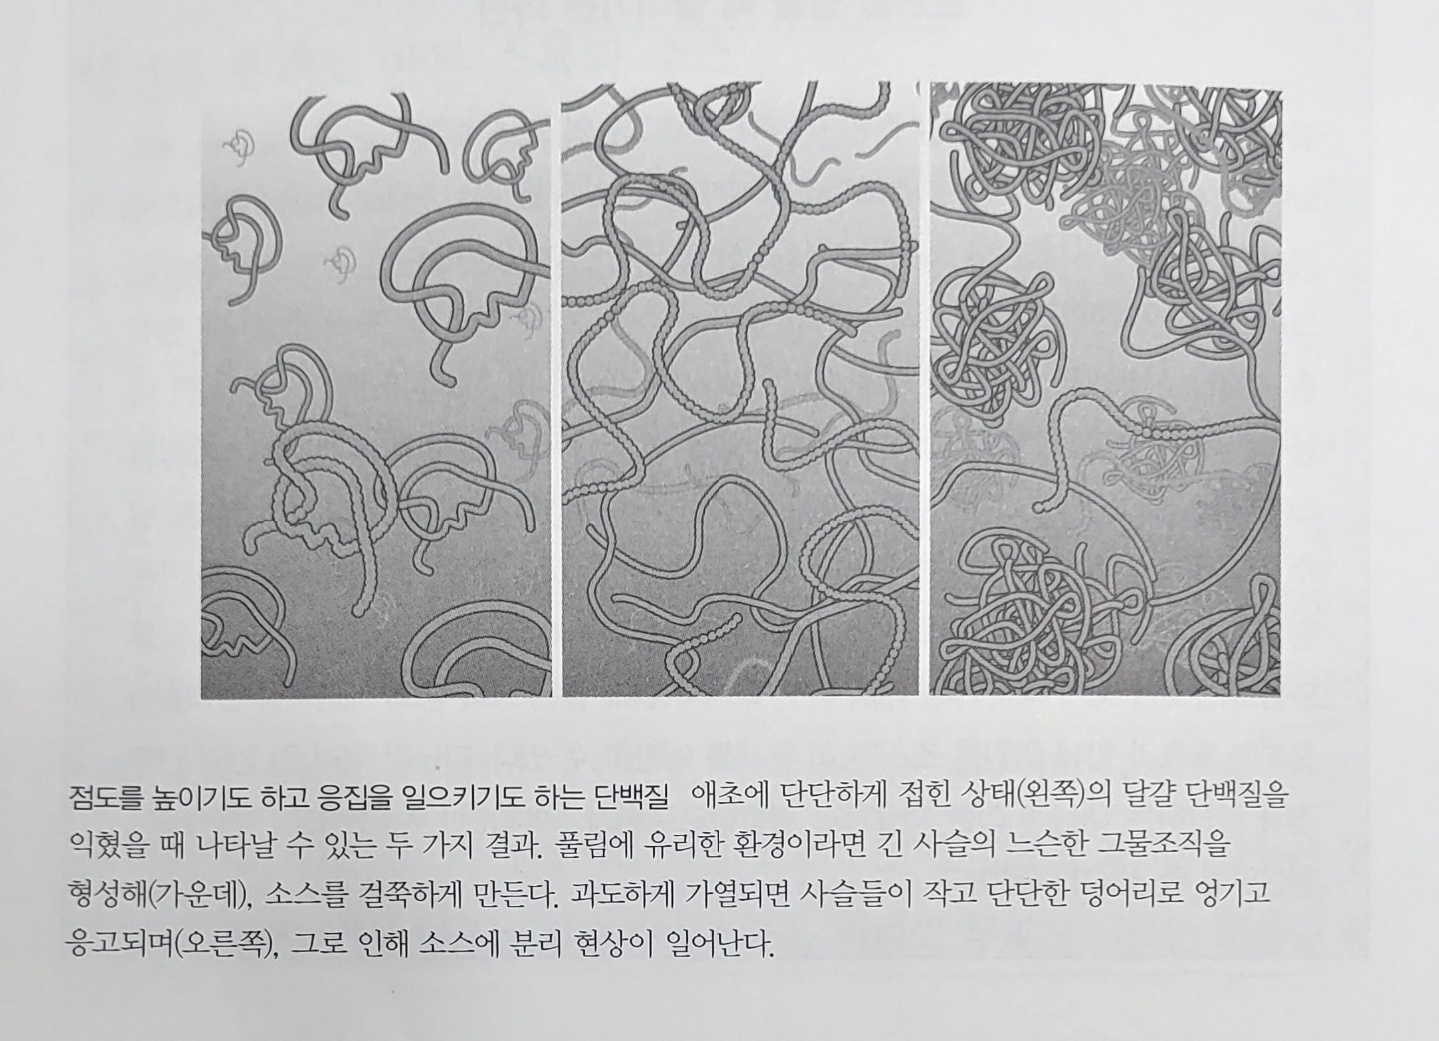 점도를 높이기도 하고 응집을 일으키기도 하는 단백질 애초에 단단하게 접힌 상태(왼쪽)의 달걀 단백질을
익혔을 때 나타날 수 있는 두 가지 결과. 풀림에 유리한 환경이라면 긴 사슬의 느슨한 그물조직을
형성해(가운데), 소스를 걸쭉하게 만든다. 과도하게 가열되면 사슬들이 작고 단단한 덩어리로 엉기고
응고되며(오른쪽), 그로 인해 소스에 분리 현상이 일어난다.